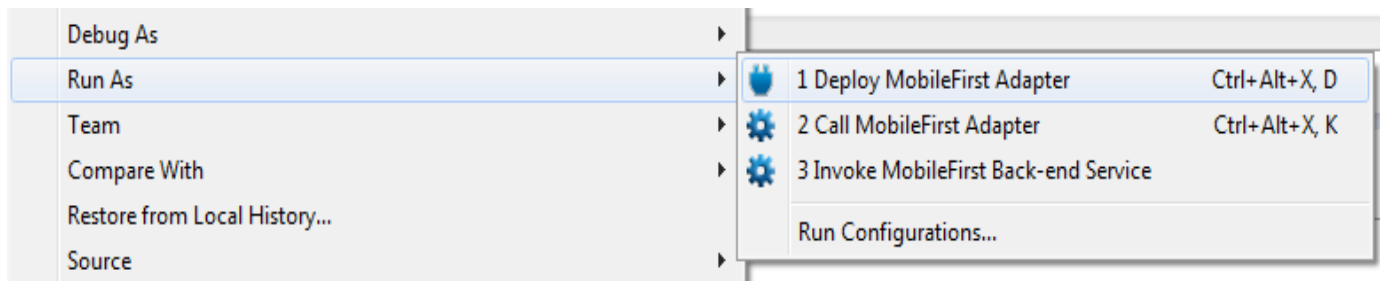 Debug As
Run As
Team
Compare With
Restore from Local History...
Source
1 Deploy MobileFirst Adapter Ctrl+Alt+X, D
2 Call MobileFirst Adapter Ctrl+Alt+X, K
3 Invoke MobileFirst Back-end Service
Run Configurations...